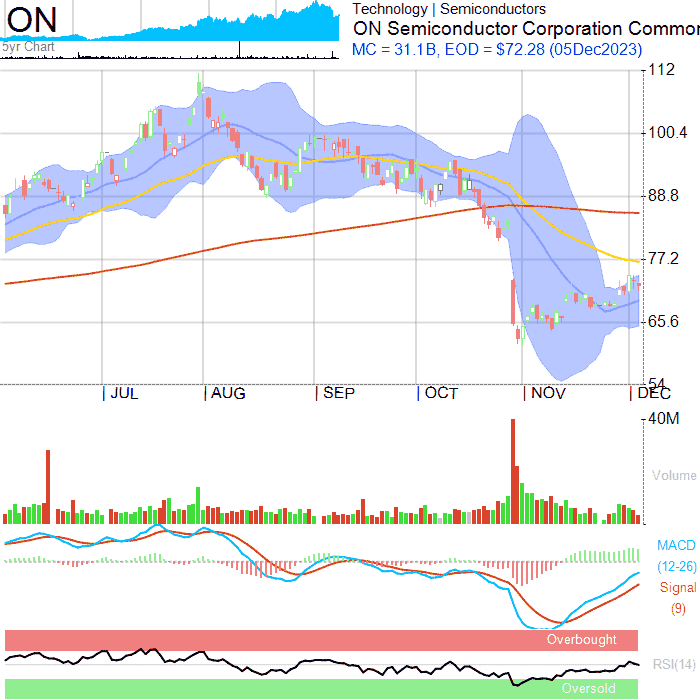 ON
5yr Chart
Technology | Semiconductors
ON Semiconductor Corporation Common
MC = 31.1B, EOD = $72.28 (05Dec2023)
112
100.4
88.8
77.2
65.6
54
JUL
AUG
SEP
OCT
NOV
DEC
40M
Volume
MACD
(12-26)
Signal
(9)
Overbought
RSI(14)
Oversold